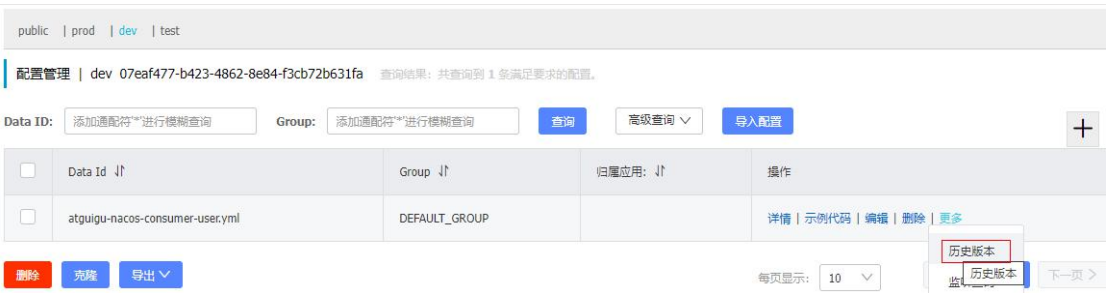 public | prod | dev | test
配置管理 | dev 07eaf477-b423-4862-8e84-f3cb72b631fa 查询结果：共查询到 1 条满足要求的配置。
Data ID: 添加通配符'*'进行模糊查询 Group: 添加通配符'*'进行模糊查询 查询 高级查询 导入配置
Data Id Group 归属应用: 操作
atguigu-nacos-consumer-user.yml DEFAULT_GROUP 详情 | 示例代码 | 编辑 | 删除 | 更多
历史版本
删除 克隆 导出 每页显示: 10 历史版本 下一页